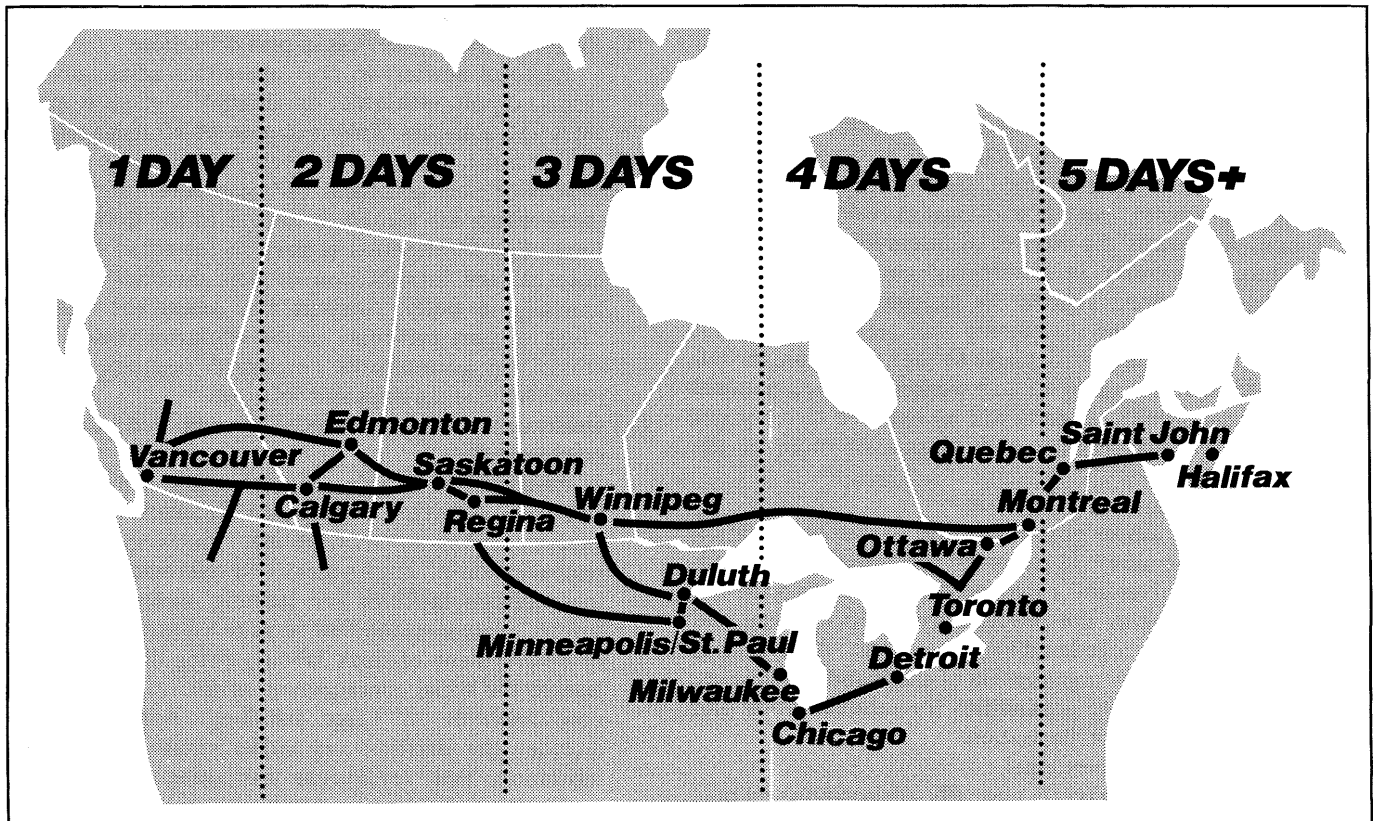 1 DAY
2 DAYS
3 DAYS
4 DAYS
5 DAYS+
Edmonton
Vancouver
Saskatoon
Calgary
Regina
Winnipeg
Quebec
Saint John
Halifax
Montreal
Ottawa
Duluth
Toronto
Minneapolis/St. Paul
Detroit
Milwaukee
Chicago